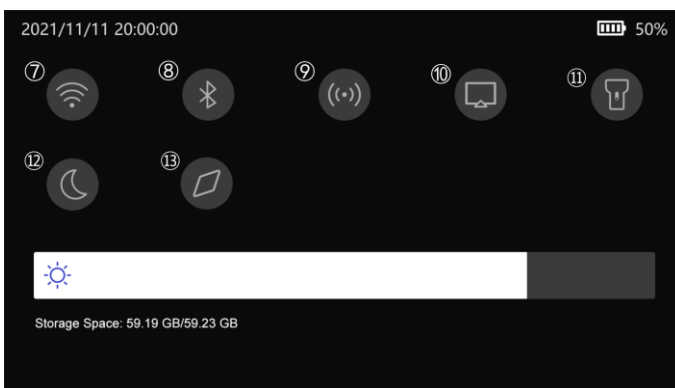 2021/11/11 20:00:00 50%
⑦ ⑧ ⑨ ⑩ ⑪
⑫ ⑬
Storage Space: 59.19 GB/59.23 GB